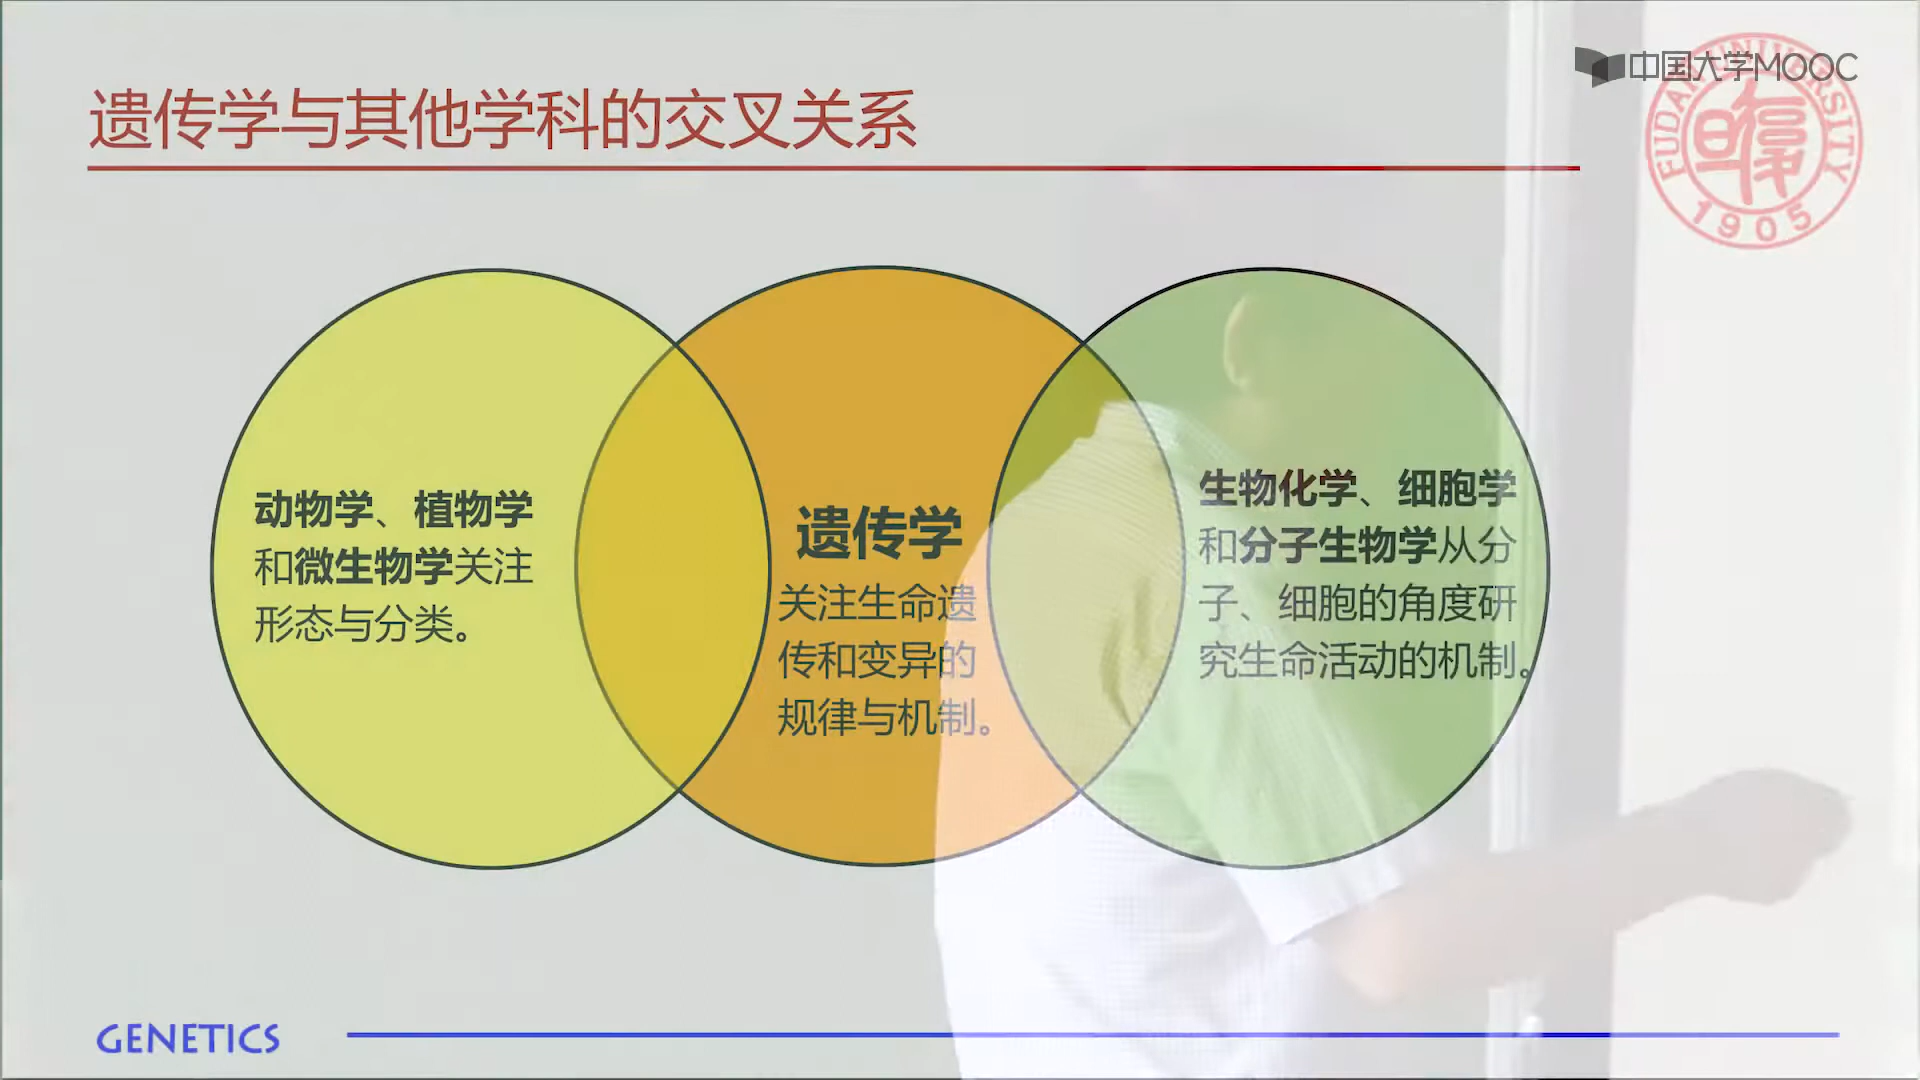 中国大学MOOC
遗传学与其他学科的交叉关系
FUDAN UNIVERSITY
1905
动物学、植物学
和微生物学关注
形态与分类。
遗传学
关注生命遗
传和变异的
规律与机制。
生物化学、细胞学
和分子生物学从分
子、细胞的角度研
究生命活动的机制。
GENETICS